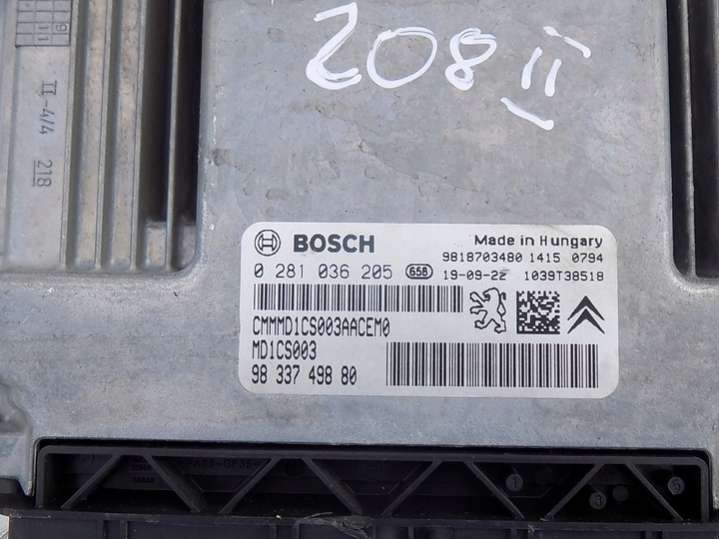 208 II
II-4/4 218
BOSCH
Made in Hungary
0 281 036 205 656
9818703480 1415 0794
19-09-22 1039T38518
CMMMD1CS003AACEM0
MD1CS003
98 337 498 80